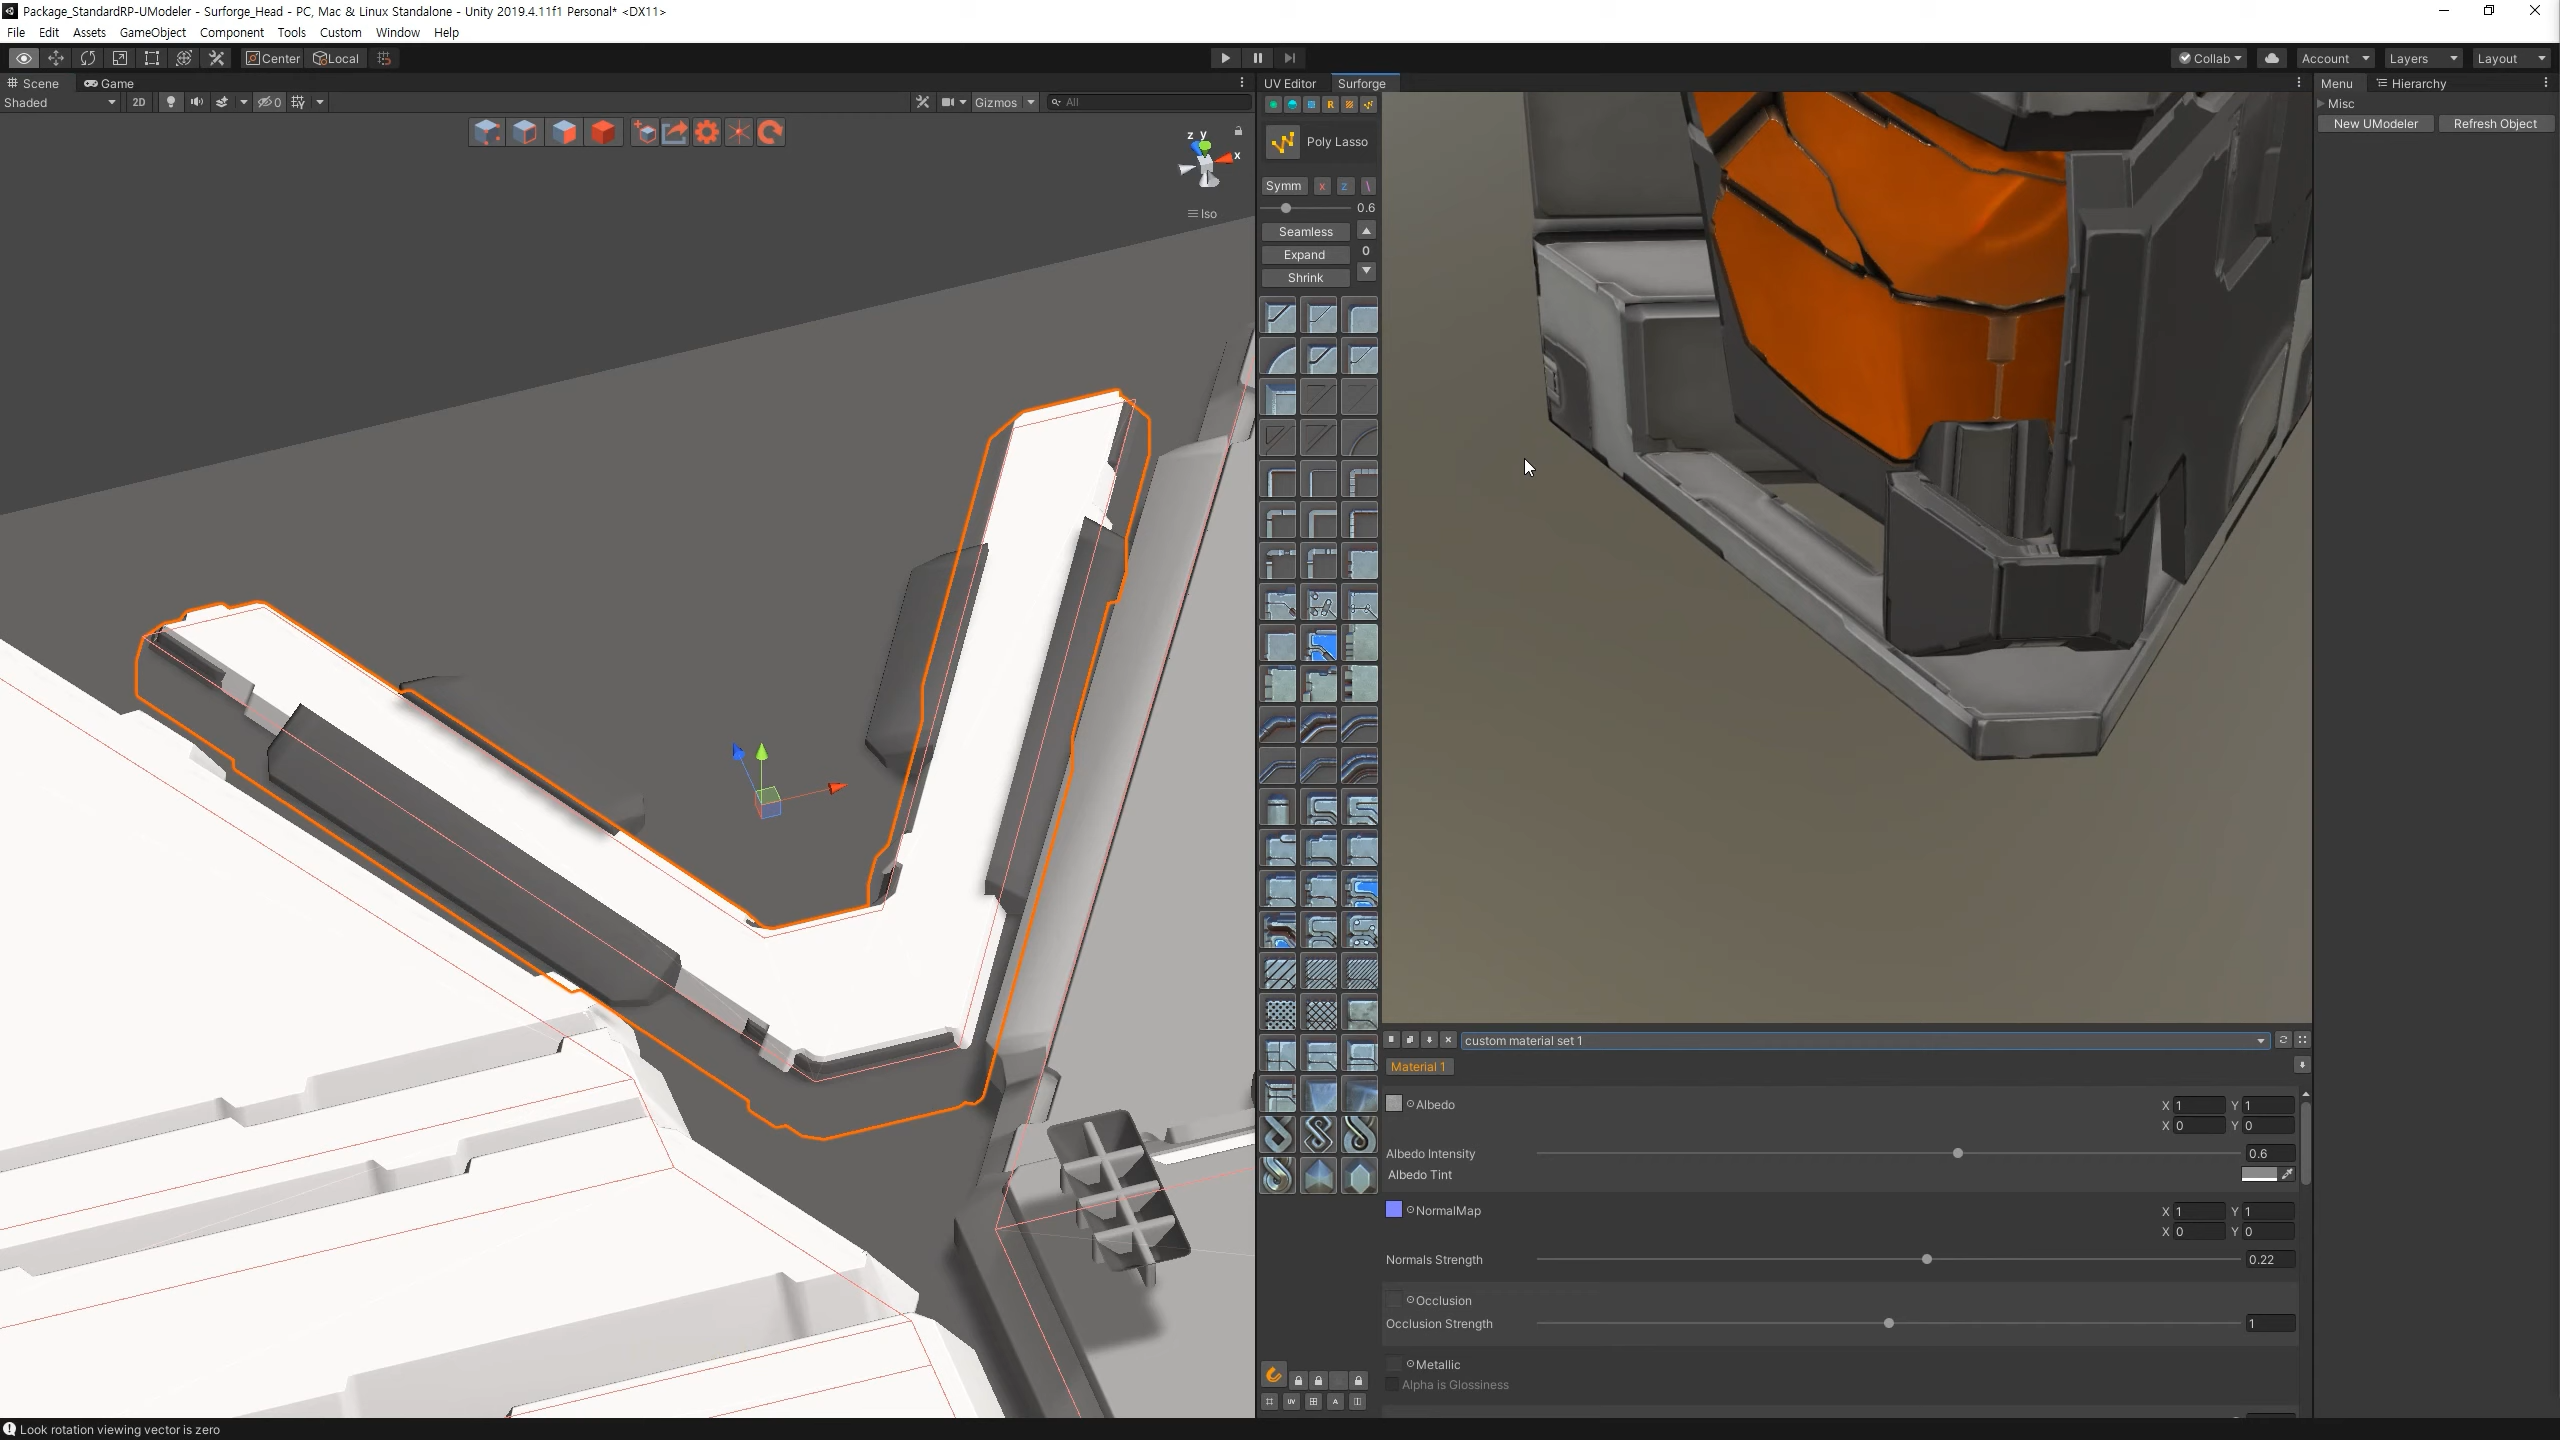 Package_StandardRP-UModeler - Surforge_Head - PC, Mac & Linux Standalone - Unity 2019.4.11f1 Personal* <DX11>
File Edit Assets GameObject Component Tools Custom Window Help
Center Local Collab Account Layers Layout
Scene Game UV Editor Surforge Menu Hierarchy
Shaded 2D 0 Gizmos All Misc
New UModeler Refresh Object
Poly Lasso
z y x
Iso
Symm x z \
0.6
Seamless
Expand 0
Shrink
custom material set 1
Material 1
Albedo X 1 Y 1
X 0 Y 0
Albedo Intensity 0.6
Albedo Tint
NormalMap X 1 Y 1
X 0 Y 0
Normals Strength 0.22
Occlusion
Occlusion Strength 1
Metallic
Alpha is Glossiness
UV A
Look rotation viewing vector is zero